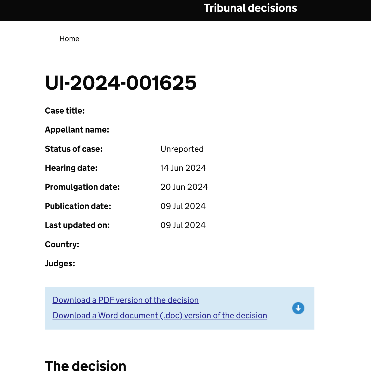 Tribunal decisions
Home
UI-2024-001625
Case title:
Appellant name:
Status of case: Unreported
Hearing date: 14 Jun 2024
Promulgation date: 20 Jun 2024
Publication date: 09 Jul 2024
Last updated on: 09 Jul 2024
Country:
Judges:
Download a PDF version of the decision
Download a Word document (.doc) version of the decision
The decision